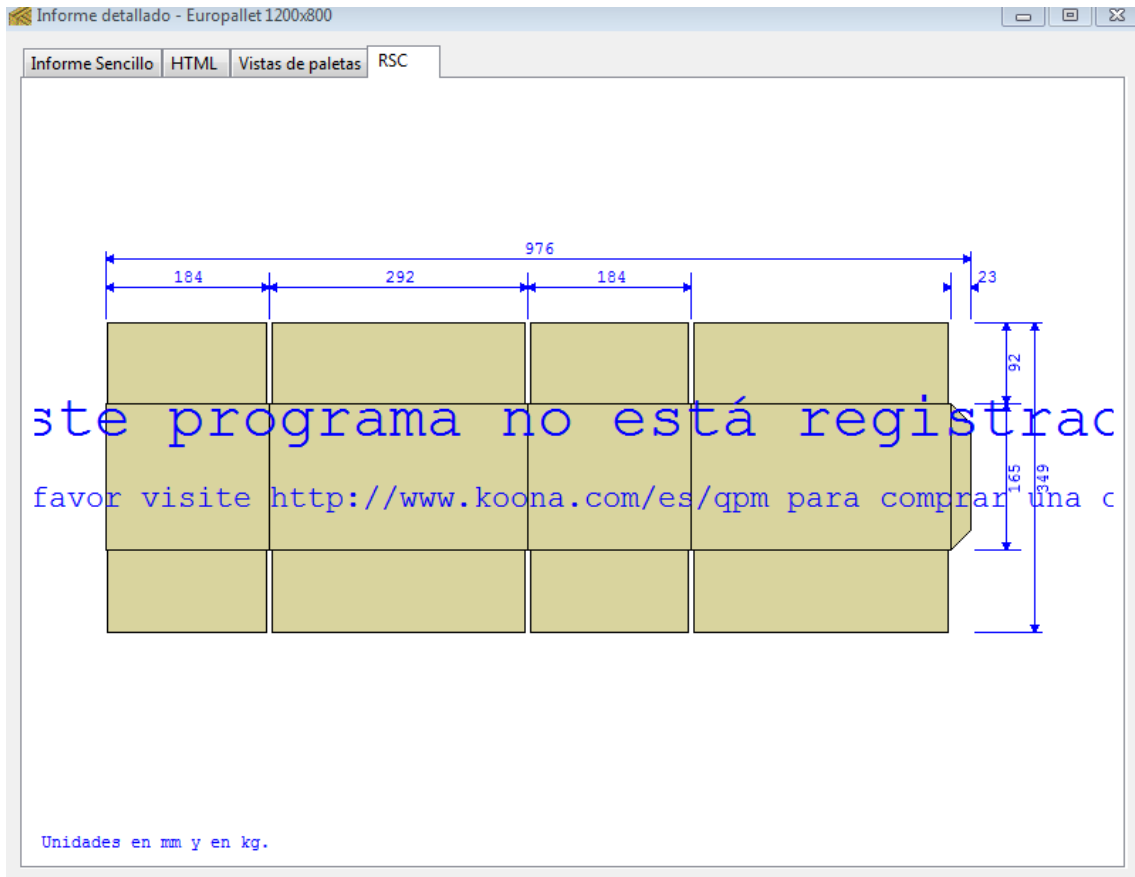 Informe detallado - Europallet 1200x800
Informe Sencillo HTML Vistas de paletas RSC
976
184 292 184 23
92
ste programa no está registrac
165 349
favor visite http://www.koona.com/es/qpm para comprar una c
Unidades en mm y en kg.